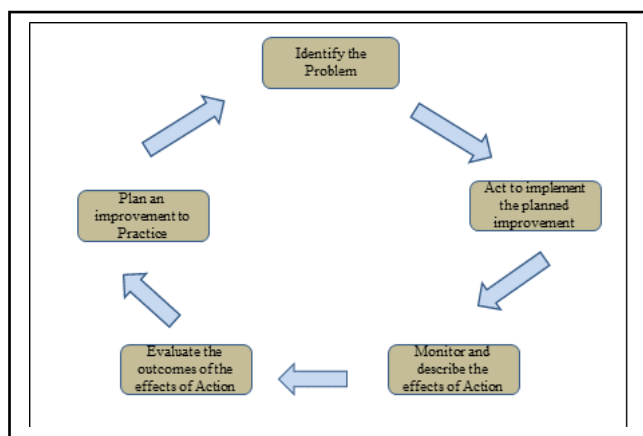 Identify the
Problem
Act to implement
the planned
improvement
Monitor and
describe the
effects of Action
Evaluate the
outcomes of the
effects of Action
Plan an
improvement to
Practice